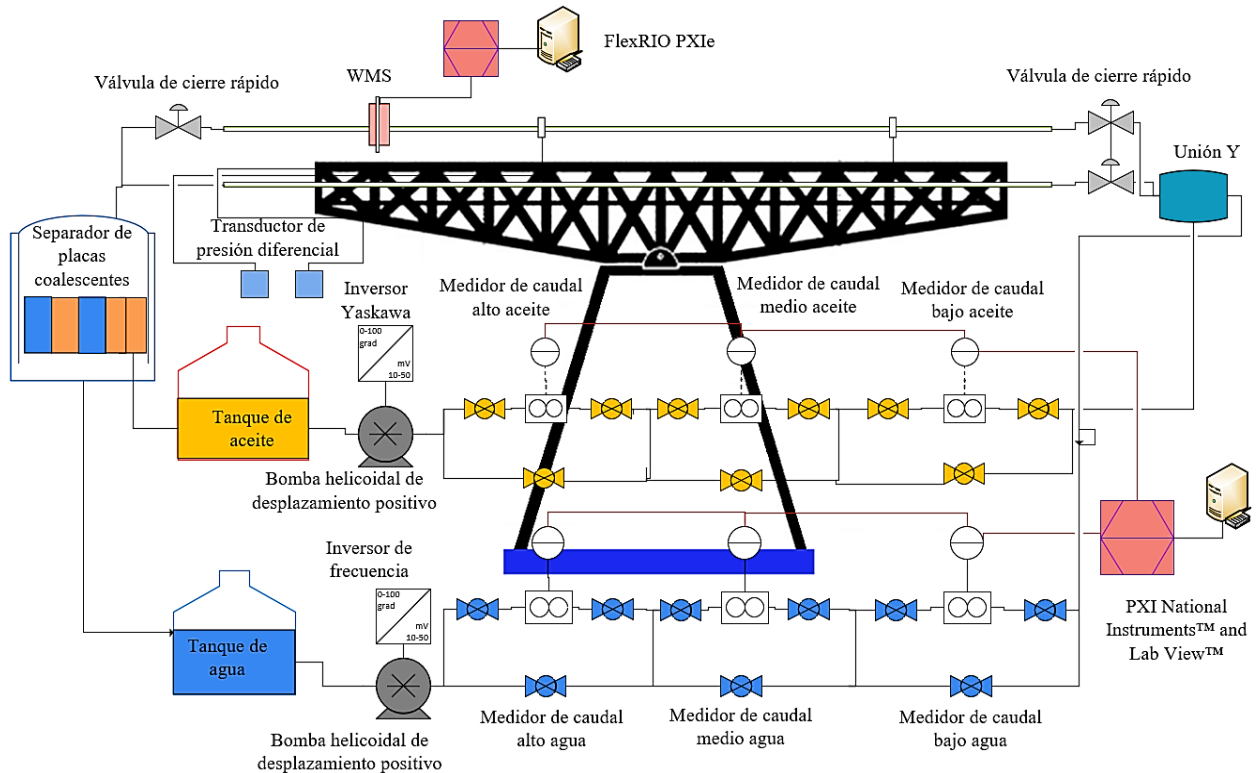 FlexRIO PXIe
WMS
Válvula de cierre rápido
Válvula de cierre rápido
Unión Y
Separador de
placas
coalescentes
Transductor de
presión diferencial
Inversor
Yaskawa
Medidor de caudal
alto aceite
Medidor de caudal
medio aceite
Medidor de caudal
bajo aceite
0-100
grad
mV
10-50
Tanque de
aceite
Bomba helicoidal de
desplazamiento positivo
Inversor de
frecuencia
0-100
grad
mV
10-50
Tanque de
agua
PXI National
Instruments™ and
Lab View™
Medidor de caudal
alto agua
Medidor de caudal
medio agua
Medidor de caudal
bajo agua
Bomba helicoidal de
desplazamiento positivo